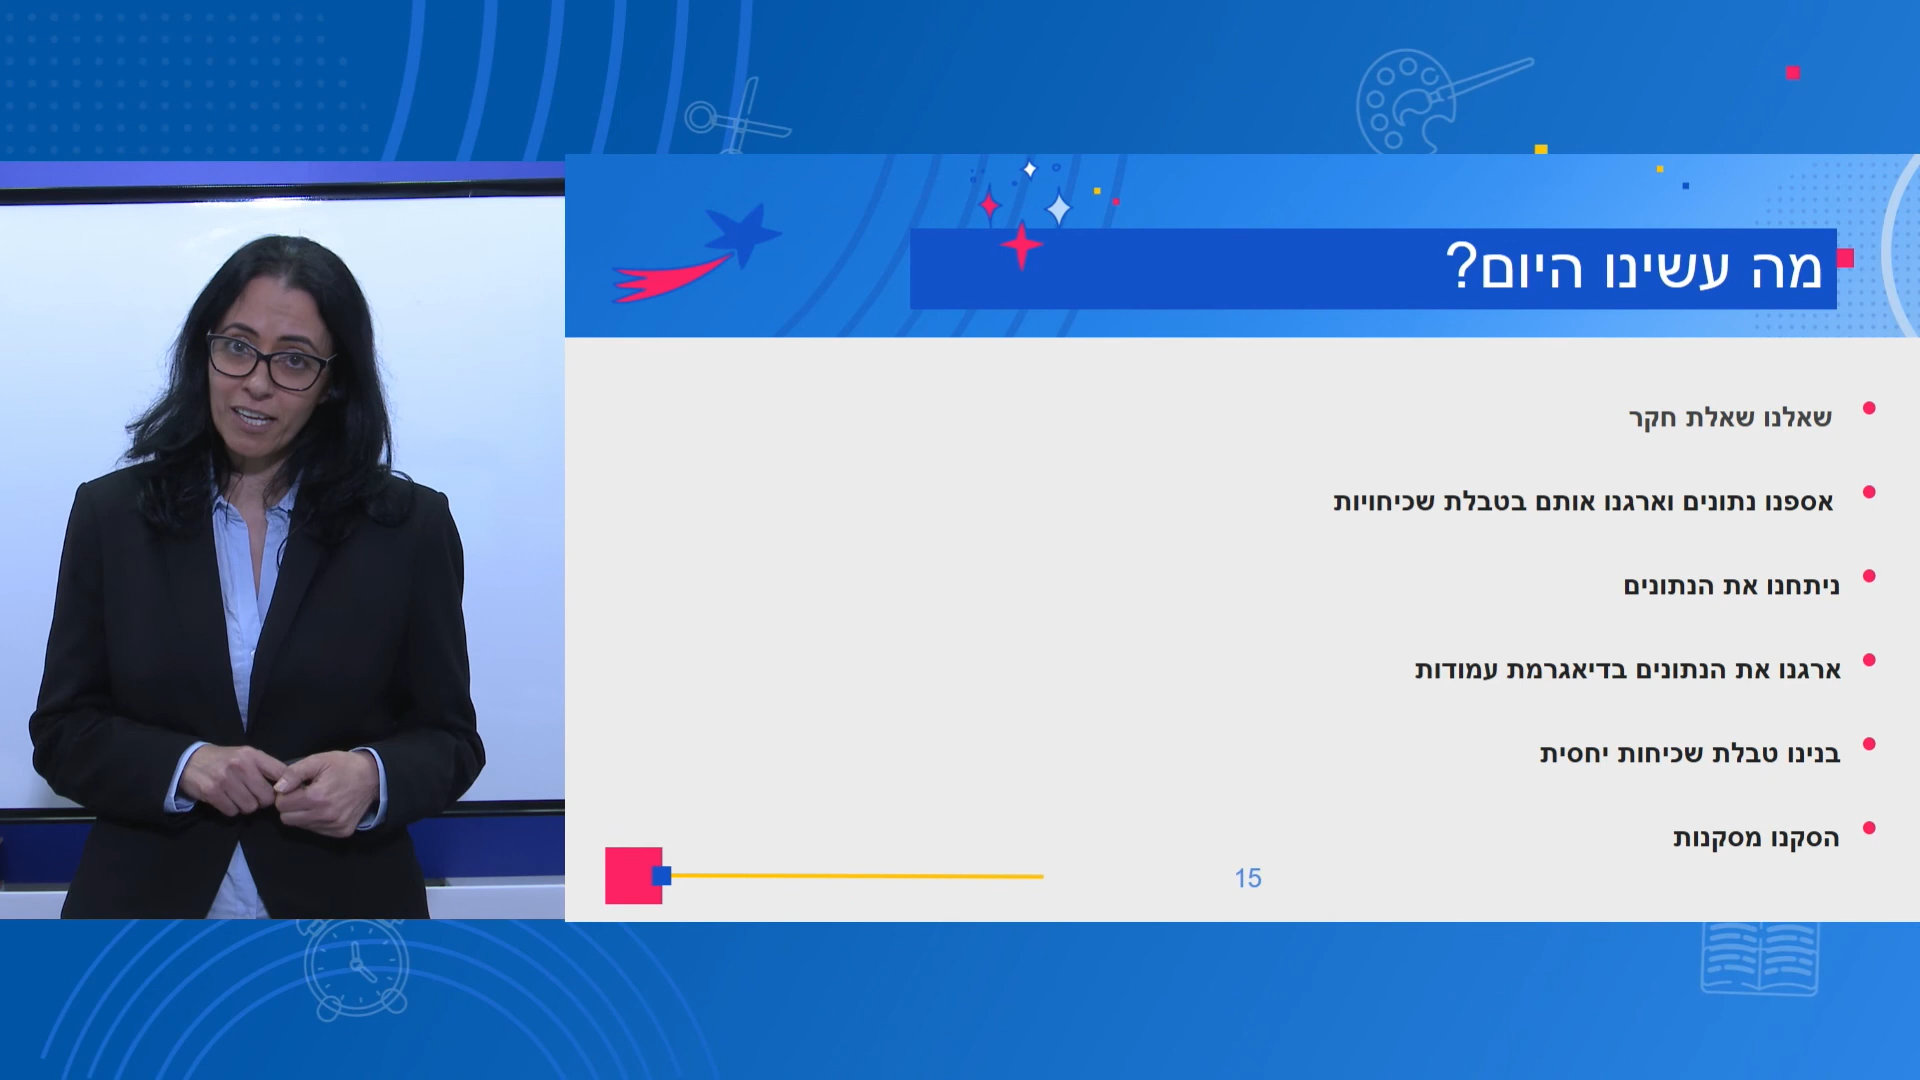 מה עשינו היום?
שאלנו שאלת חקר
אספנו נתונים וארגנו אותם בטבלת שכיחויות
ניתחנו את הנתונים
ארגנו את הנתונים בדיאגרמת עמודות
בנינו טבלת שכיחות יחסית
הסקנו מסקנות
15